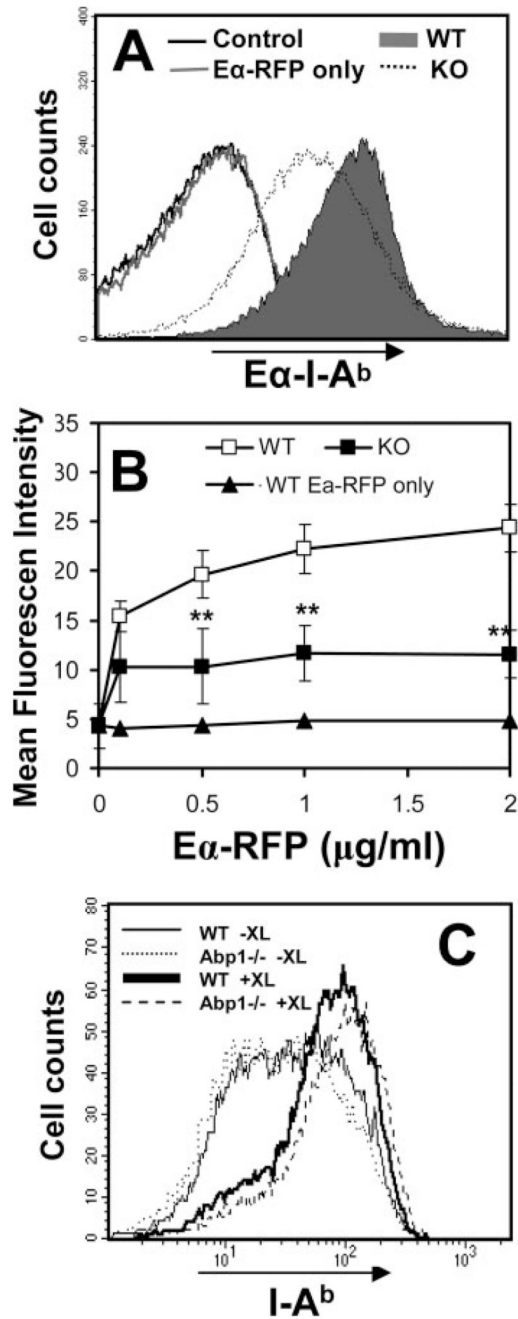 A
Control
WT
Eα-RFP only
KO
400
320
240
160
80
0
Cell counts
Eα-I-Aᵇ
B
WT
KO
WT Ea-RFP only
35
30
25
20
15
10
5
0
**
**
**
Mean Fluorescen Intensity
0 0.5 1 1.5 2
Eα-RFP (μg/ml)
C
WT -XL
Abp1-/- -XL
WT +XL
Abp1-/- +XL
80
70
60
50
40
30
20
10
0
Cell counts
10¹ 10² 10³
I-Aᵇ